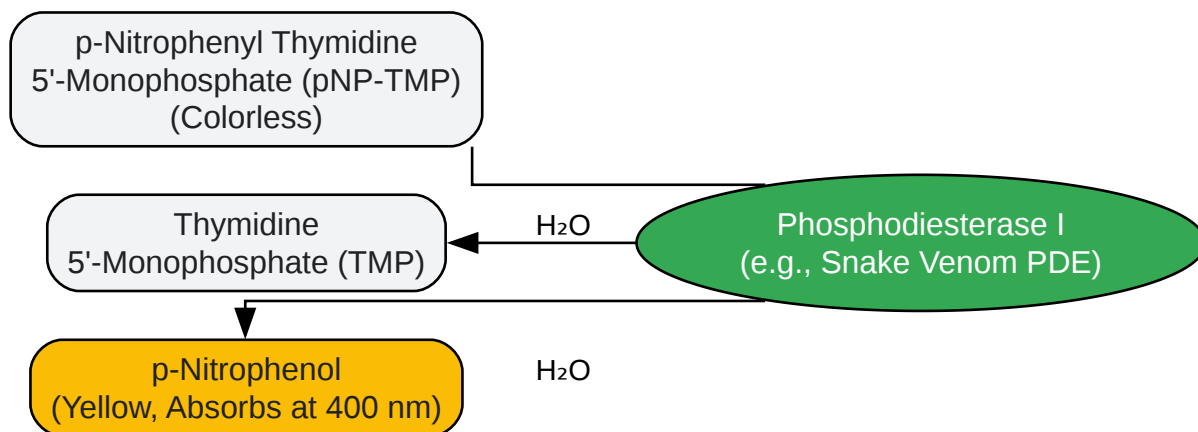 p-Nitrophenyl Thymidine
5'-Monophosphate (pNP-TMP)
(Colorless)
Thymidine
5'-Monophosphate (TMP)
H₂O
Phosphodiesterase I
(e.g., Snake Venom PDE)
p-Nitrophenol
(Yellow, Absorbs at 400 nm)
H₂O